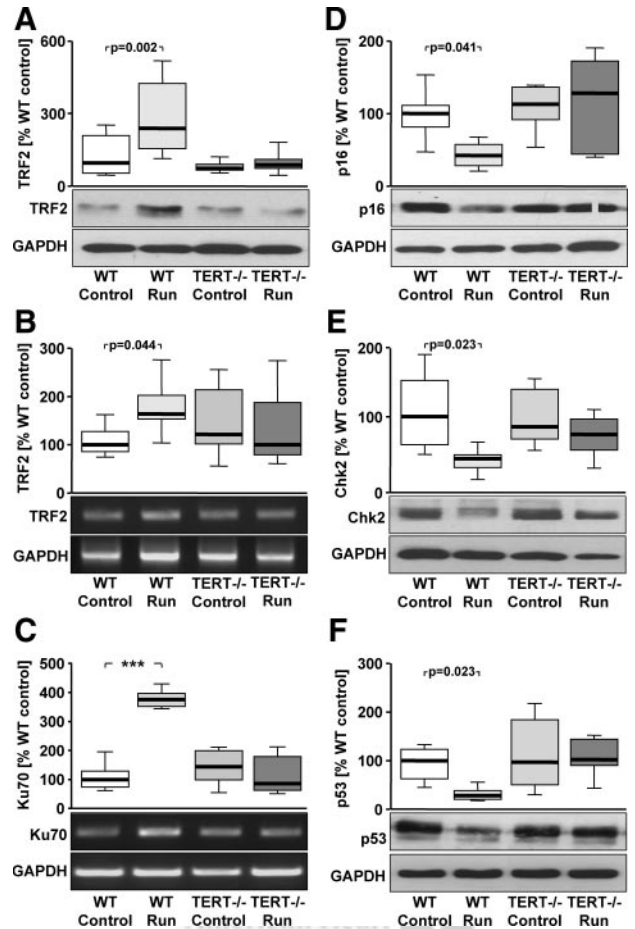 A
600
300
0
TRF2 [% WT control]
┌p=0.002┐
TRF2
GAPDH
WT WT TERT-/- TERT-/-
Control Run Control Run
B
300
200
100
0
TRF2 [% WT control]
┌p=0.044┐
TRF2
GAPDH
WT WT TERT-/- TERT-/-
Control Run Control Run
C
500
400
300
200
100
0
Ku70 [% WT control]
┌ *** ┐
Ku70
GAPDH
WT WT TERT-/- TERT-/-
Control Run Control Run
D
200
100
0
p16 [% WT control]
┌p=0.041┐
p16
GAPDH
WT WT TERT-/- TERT-/-
Control Run Control Run
E
200
100
0
Chk2 [% WT control]
┌p=0.023┐
Chk2
GAPDH
WT WT TERT-/- TERT-/-
Control Run Control Run
F
300
200
100
0
p53 [% WT control]
┌p=0.023┐
p53
GAPDH
WT WT TERT-/- TERT-/-
Control Run Control Run